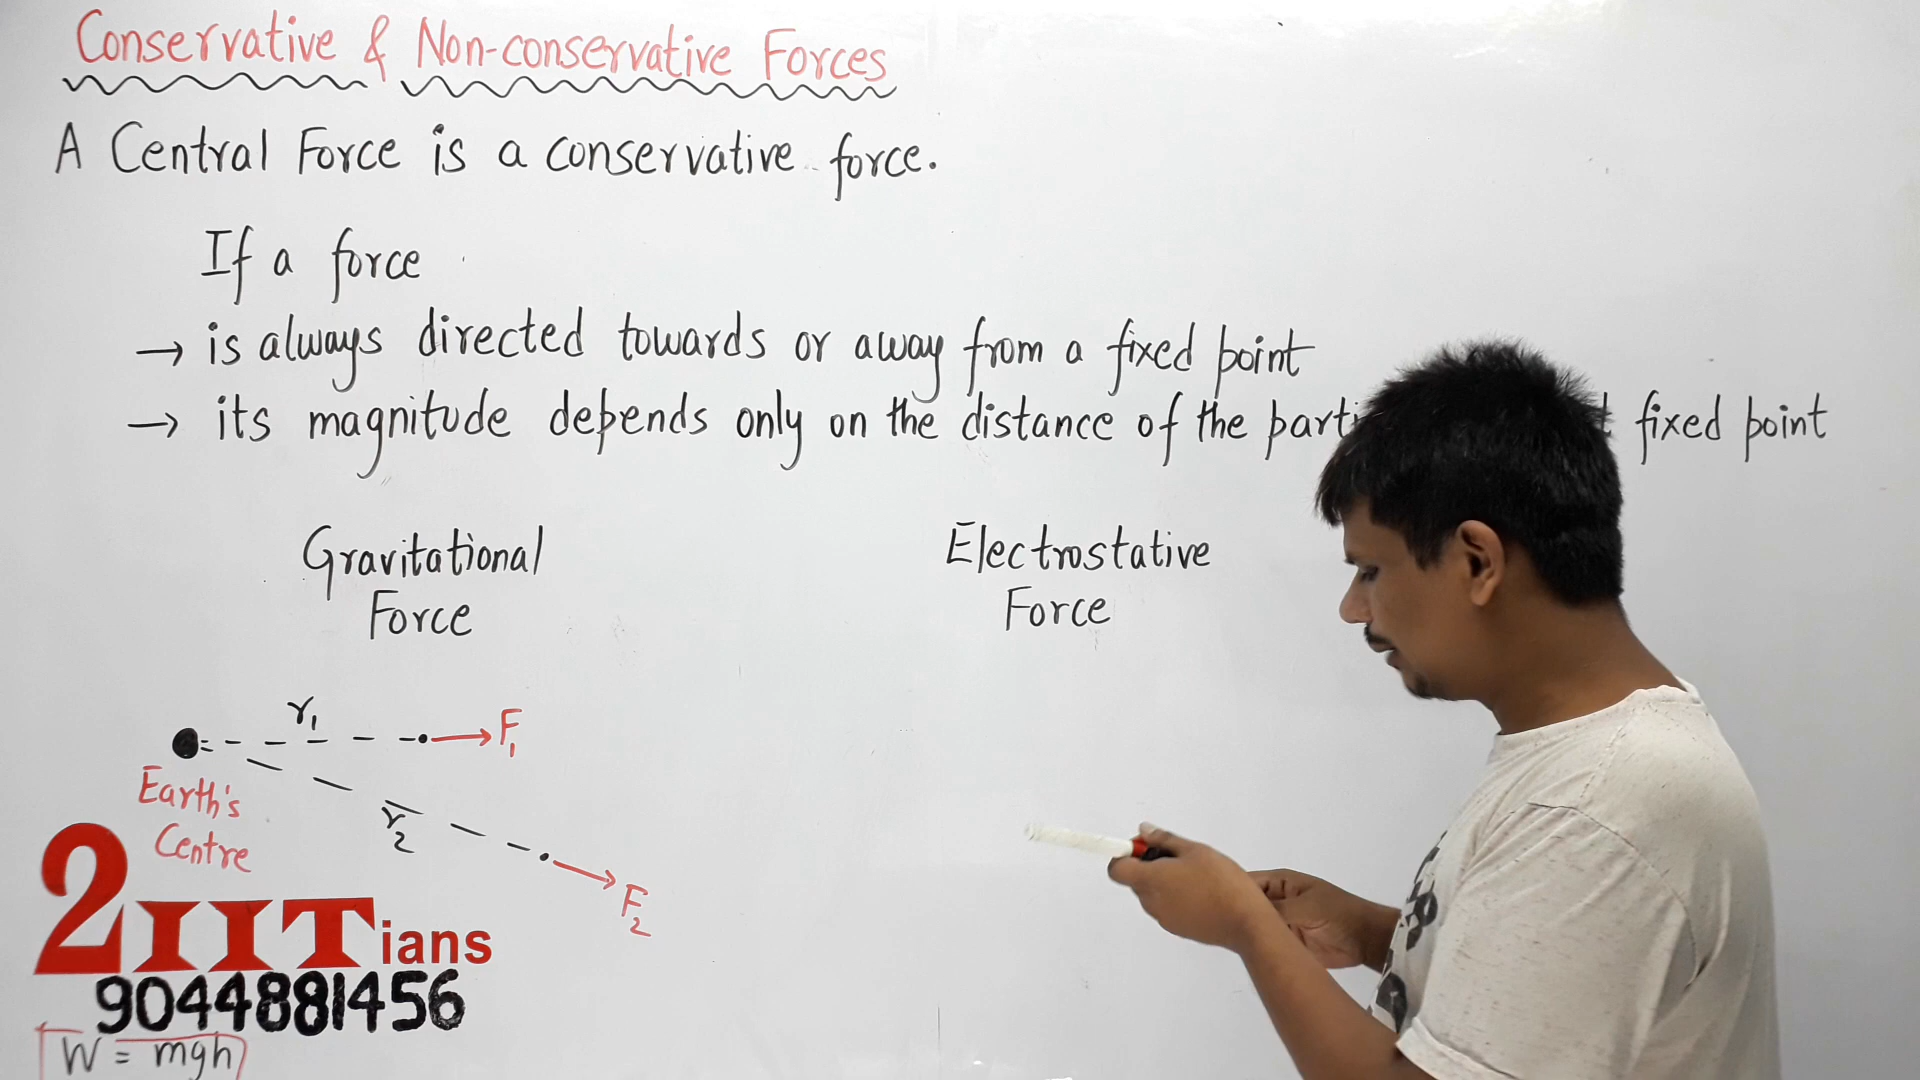 Conservative & Non-conservative Forces
A Central Force is a conservative force.
If a force
→ is always directed towards or away from a fixed point
→ its magnitude depends only on the distance of the parti fixed point
Gravitational
Force
Electrostative
Force
r1
F1
Earth's
Centre
r2
F2
2IITians
9044881456
W = mgh